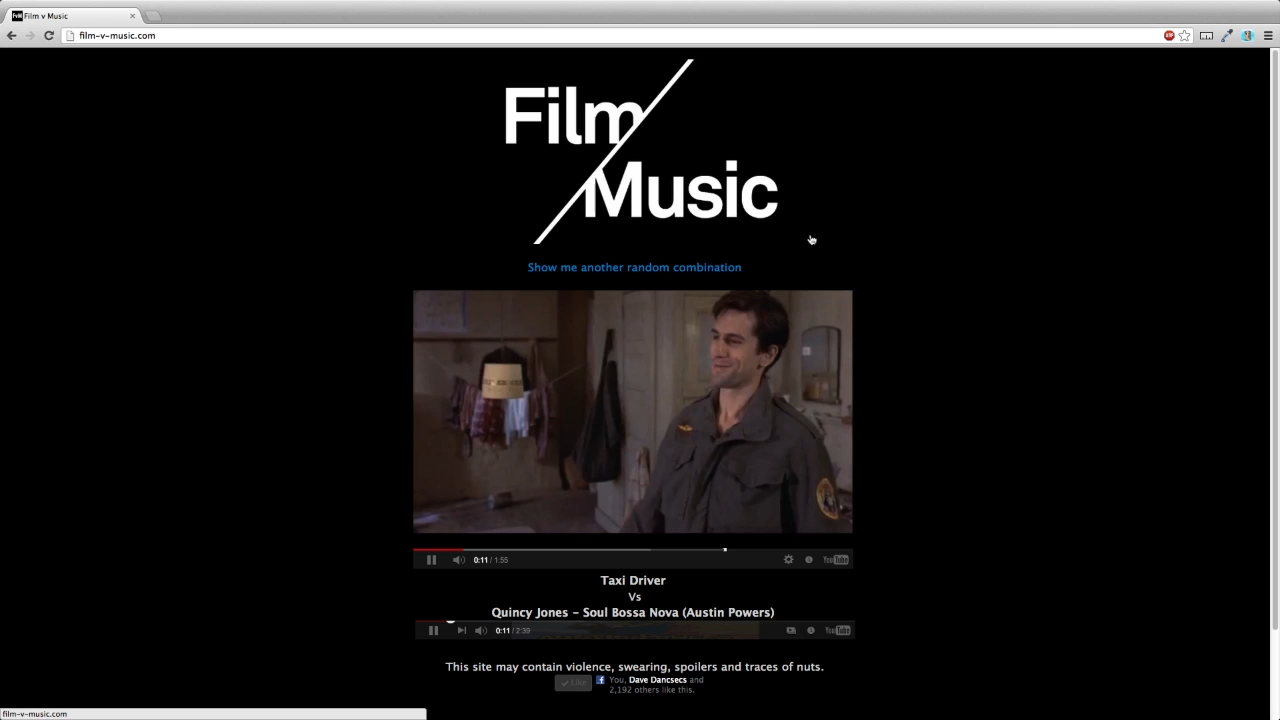 Film v Music
film-v-music.com
Film
Music
Show me another random combination
0:11 / 1:55
YouTube
Taxi Driver
Vs
Quincy Jones – Soul Bossa Nova (Austin Powers)
0:11 / 2:39
YouTube
This site may contain violence, swearing, spoilers and traces of nuts.
Like
You, Dave Dancsecs and
2,192 others like this.
film-v-music.com